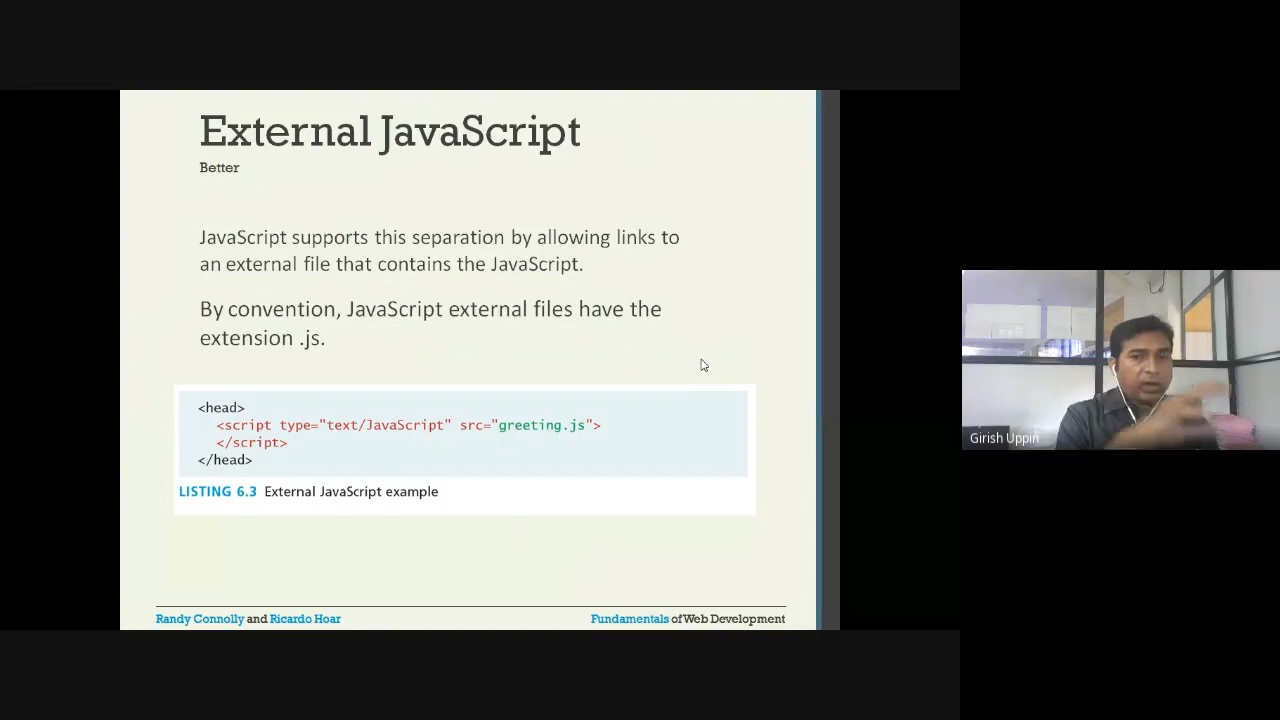 External JavaScript
Better
JavaScript supports this separation by allowing links to
an external file that contains the JavaScript.
By convention, JavaScript external files have the
extension .js.
<head>
<script type="text/JavaScript" src="greeting.js">
</script>
</head>
LISTING 6.3 External JavaScript example
Randy Connolly and Ricardo Hoar
Fundamentals of Web Development
Girish Uppin